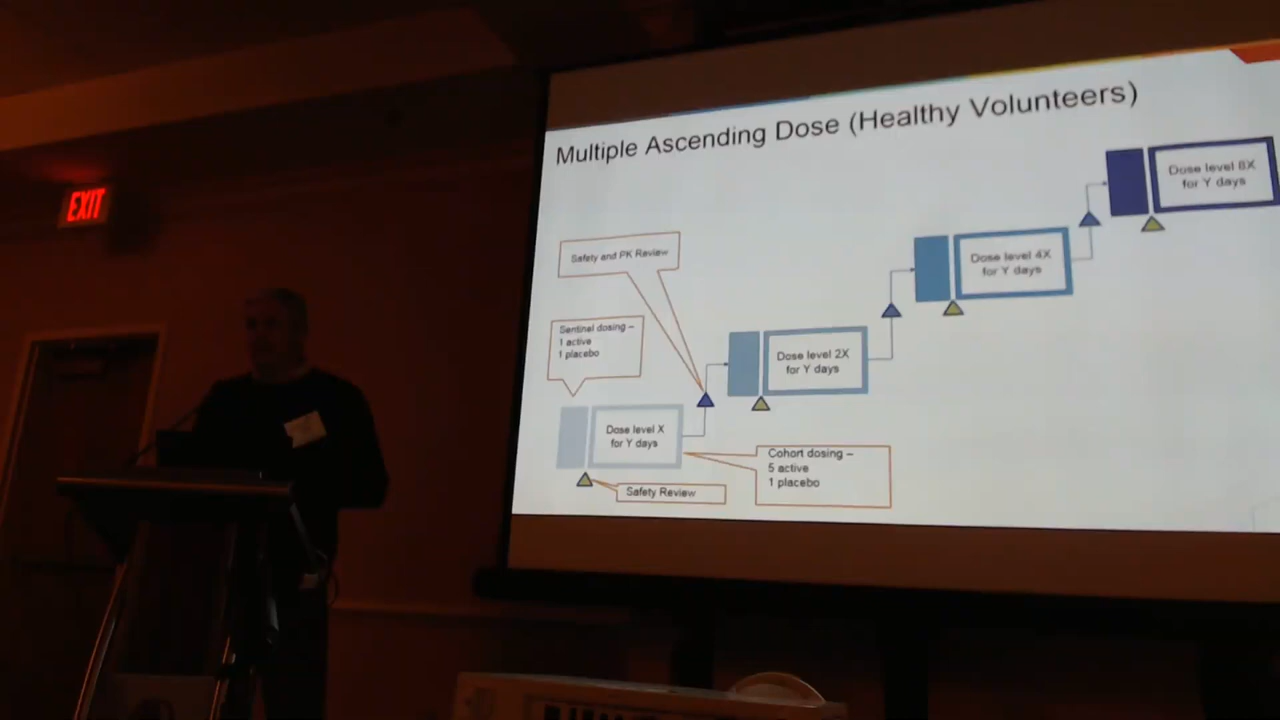 EXIT
Multiple Ascending Dose (Healthy Volunteers)
Dose level 8X
for Y days
Dose level 4X
for Y days
Safety and PK Review
Sentinel dosing –
1 active
1 placebo
Dose level 2X
for Y days
Dose level X
for Y days
Cohort dosing –
5 active
1 placebo
Safety Review